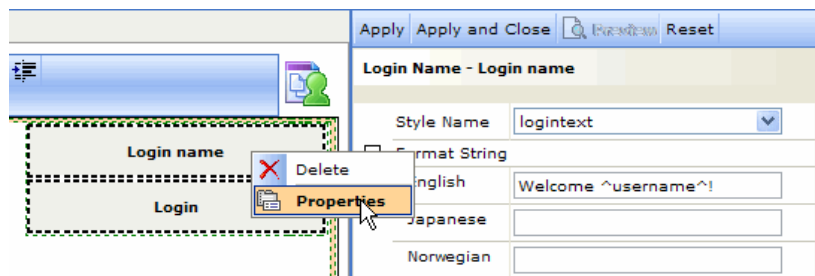 Apply Apply and Close Preview Reset
Login Name - Login name
Style Name logintext
Format String
English Welcome ^username^!
Japanese
Norwegian
Login name
Login
Delete
Properties